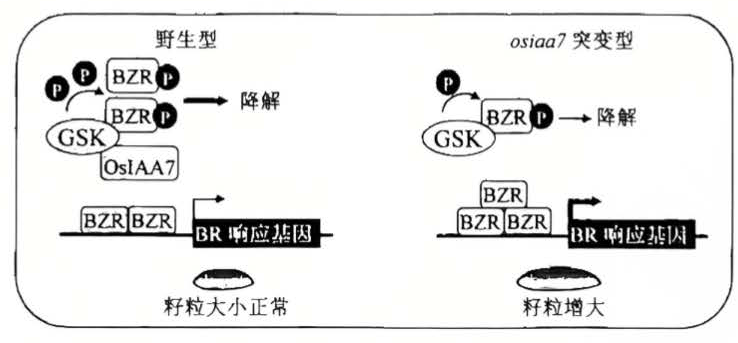 野生型
P P BZR P
BZR P
降解
GSK
OsIAA7
BZR BZR
BR 响应基因
籽粒大小正常
osiaa7 突变型
P
BZR P
降解
GSK
BZR
BZR BZR
BR 响应基因
籽粒增大